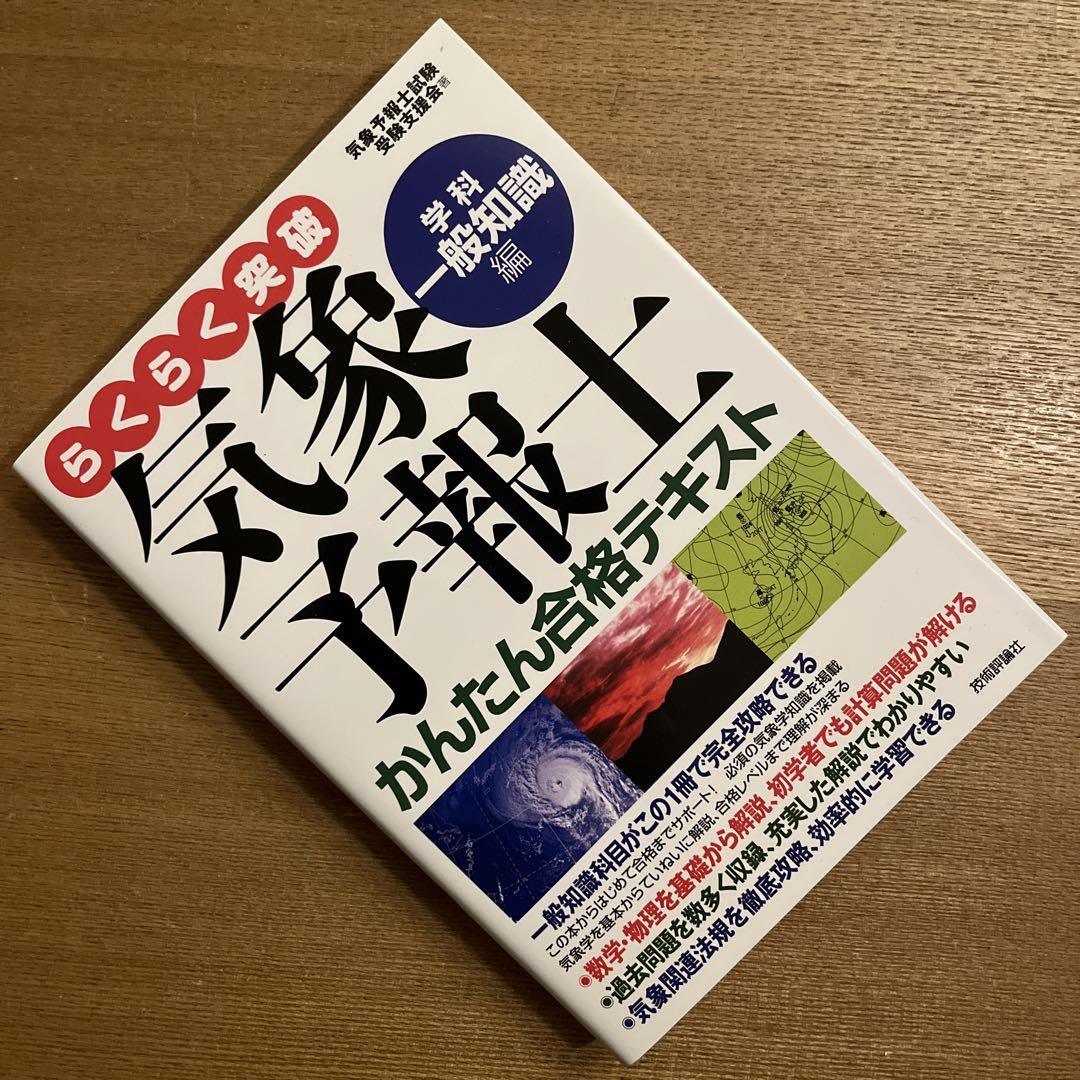 気象予報士試験
受験支援会著
学科
一般知識
編
らくらく突破
気象
予報士
かんたん合格テキスト
一般知識科目がこの1冊で完全攻略できる
この本からはじめて合格までサポート! 必須の気象学知識を掲載
気象学を基本からていねいに解説、合格レベルまで理解が深まる
●数学・物理を基礎から解説、初学者でも計算問題が解ける
●過去問題を数多く収録、充実した解説でわかりやすい
●気象関連法規を徹底攻略、効率的に学習できる
技術評論社